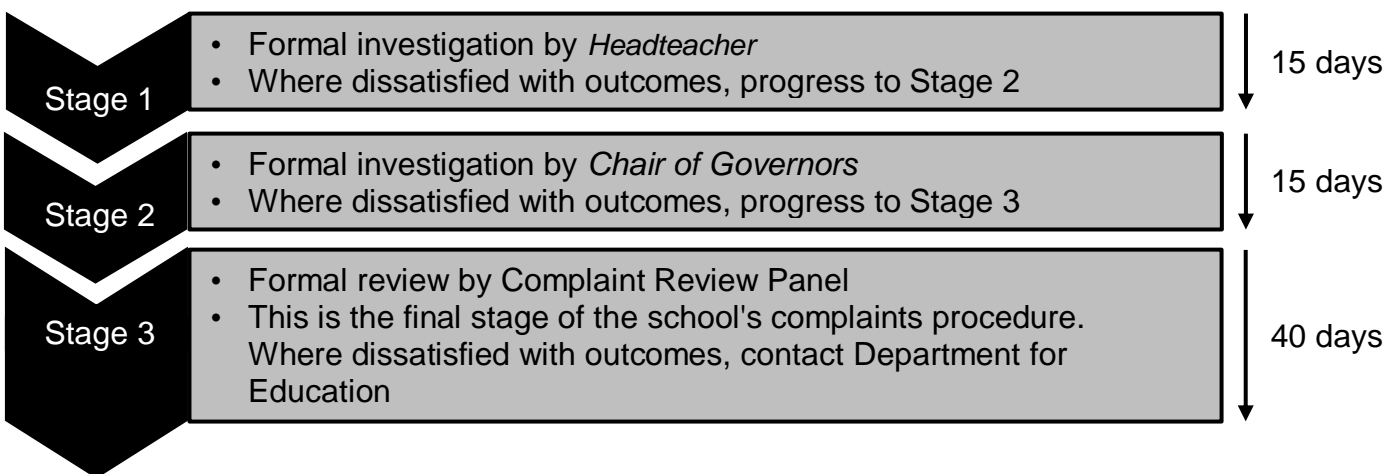 Stage 1
• Formal investigation by Headteacher
• Where dissatisfied with outcomes, progress to Stage 2
15 days
Stage 2
• Formal investigation by Chair of Governors
• Where dissatisfied with outcomes, progress to Stage 3
15 days
Stage 3
• Formal review by Complaint Review Panel
• This is the final stage of the school's complaints procedure.
Where dissatisfied with outcomes, contact Department for
Education
40 days